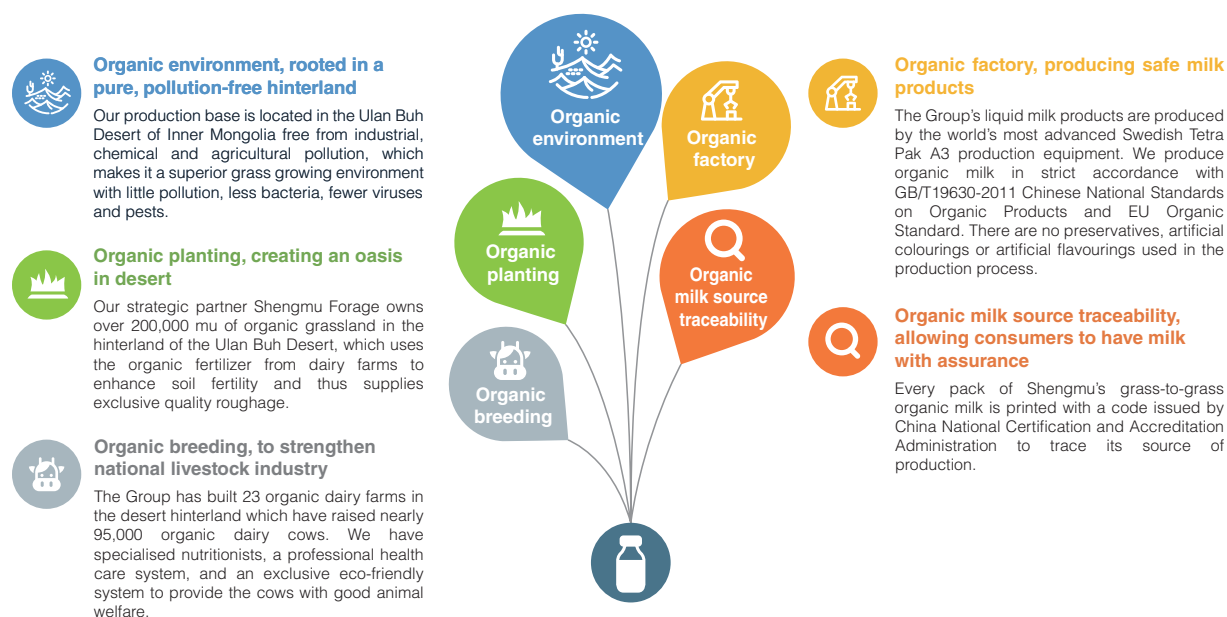 Organic environment, rooted in a
pure, pollution-free hinterland
Our production base is located in the Ulan Buh
Desert of Inner Mongolia free from industrial,
chemical and agricultural pollution, which
makes it a superior grass growing environment
with little pollution, less bacteria, fewer viruses
and pests.
Organic planting, creating an oasis
in desert
Our strategic partner Shengmu Forage owns
over 200,000 mu of organic grassland in the
hinterland of the Ulan Buh Desert, which uses
the organic fertilizer from dairy farms to
enhance soil fertility and thus supplies
exclusive quality roughage.
Organic breeding, to strengthen
national livestock industry
The Group has built 23 organic dairy farms in
the desert hinterland which have raised nearly
95,000 organic dairy cows. We have
specialised nutritionists, a professional health
care system, and an exclusive eco-friendly
system to provide the cows with good animal
welfare.
Organic
environment
Organic
factory
Organic
planting
Organic
milk source
traceability
Organic
breeding
Organic factory, producing safe milk
products
The Group's liquid milk products are produced
by the world's most advanced Swedish Tetra
Pak A3 production equipment. We produce
organic milk in strict accordance with
GB/T19630-2011 Chinese National Standards
on Organic Products and EU Organic
Standard. There are no preservatives, artificial
colourings or artificial flavourings used in the
production process.
Organic milk source traceability,
allowing consumers to have milk
with assurance
Every pack of Shengmu's grass-to-grass
organic milk is printed with a code issued by
China National Certification and Accreditation
Administration to trace its source of
production.